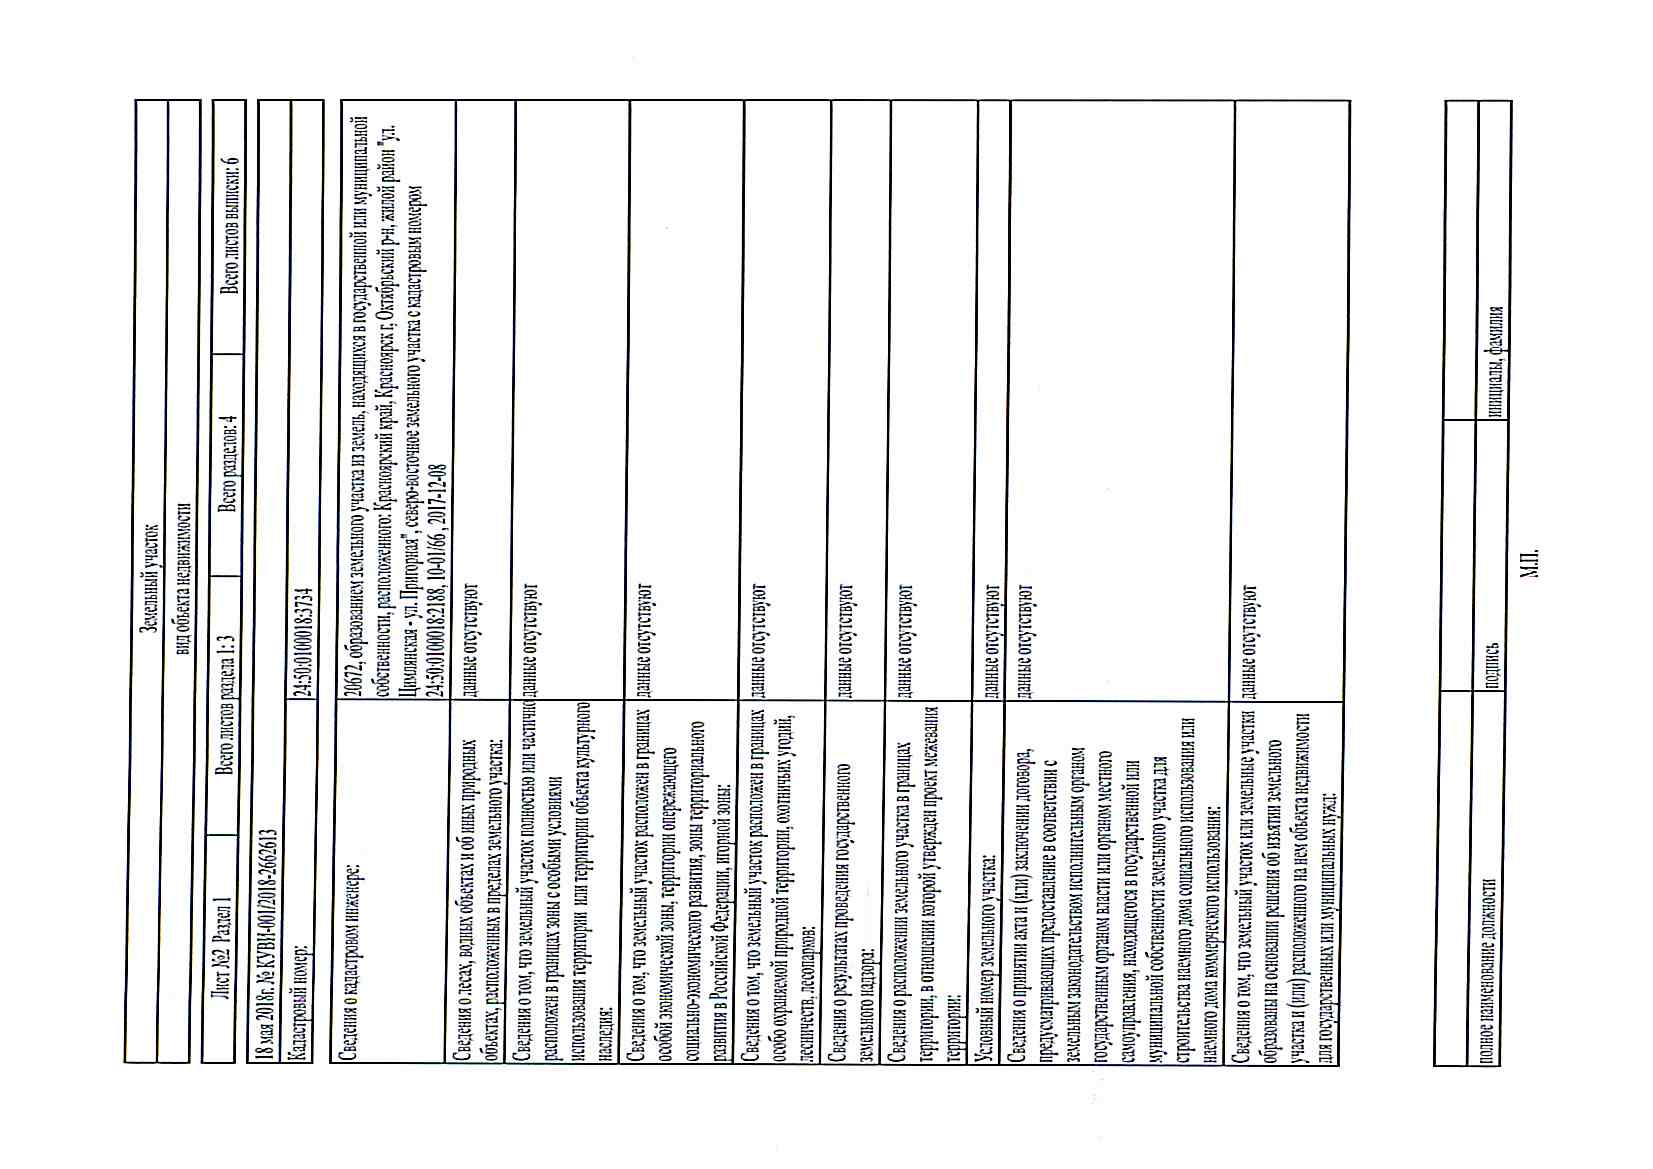 Земельный участок
вид объекта недвижимости
Лист №2 Раздел 1 Всего листов раздела 1: 3 Всего разделов: 4 Всего листов выписки: 6
18 мая 2018г. № КУВИ-001/2018-2662613
Кадастровый номер: 24:50:0100018:3734
Сведения о кадастровом инженере:
20672, образованием земельного участка из земель, находящихся в государственной или муниципальной
собственности, расположенного: Красноярский край, Красноярск г, Октябрьский р-н, жилой район "ул.
Цимлянская - ул. Пригорная", северо-восточное земельного участка с кадастровым номером
24:50:0100018:2188, 10-01/66, 2017-12-08
Сведения о лесах, водных объектах и об иных природных
объектах, расположенных в пределах земельного участка:
данные отсутствуют
Сведения о том, что земельный участок полностью или частично
расположен в границах зоны с особыми условиями
использования территории или территории объекта культурного
наследия:
данные отсутствуют
Сведения о том, что земельный участок расположен в границах
особой экономической зоны, территории опережающего
социально-экономического развития, зоны территориального
развития в Российской Федерации, игорной зоны:
данные отсутствуют
Сведения о том, что земельный участок расположен в границах
особо охраняемой природной территории, охотничьих угодий,
лесничеств, лесопарков:
данные отсутствуют
Сведения о результатах проведения государственного
земельного надзора:
данные отсутствуют
Сведения о расположении земельного участка в границах
территории, в отношении которой утвержден проект межевания
территории:
данные отсутствуют
Условный номер земельного участка: данные отсутствуют
Сведения о принятии акта и (или) заключении договора,
предусматривающих предоставление в соответствии с
земельным законодательством исполнительным органом
государственным органом власти или органом местного
самоуправления, находящегося в государственной или
муниципальной собственности земельного участка для
строительства наемного дома социального использования или
наемного дома коммерческого использования:
данные отсутствуют
Сведения о том, что земельный участок или земельные участки
образованы на основании решения об изъятии земельного
участка и (или) расположенного на нем объекта недвижимости
для государственных или муниципальных нужд:
данные отсутствуют
полное наименование должности подпись инициалы, фамилия
М.П.